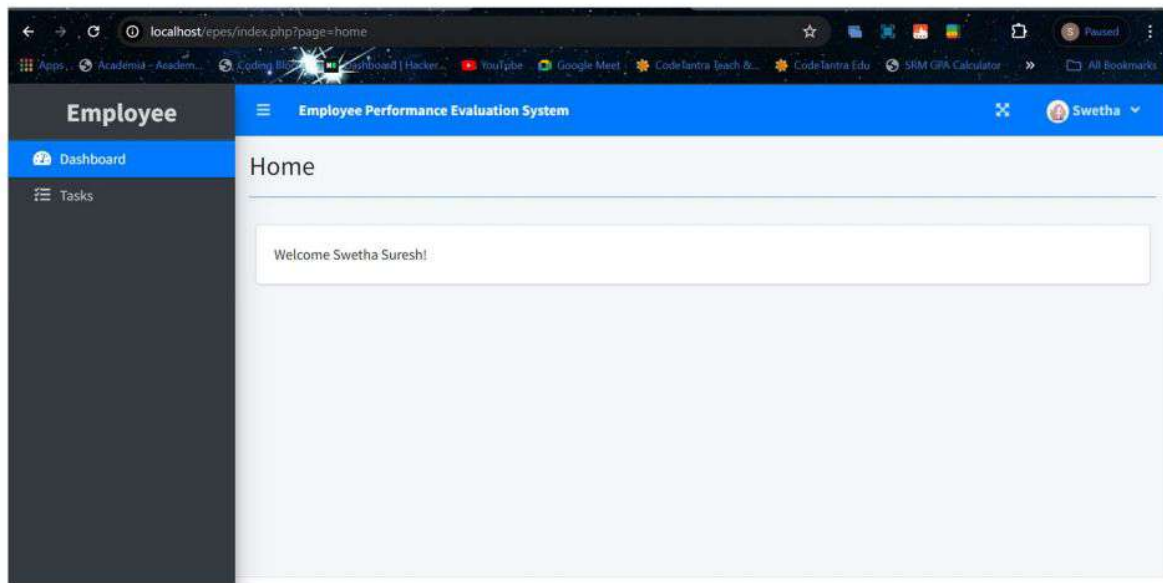 localhost/epes/index.php?page=home
Paused
Apps
Academia - Academ...
Coding Blo
Dashboard | Hacker...
YouTube
Google Meet
CodeTantra Teach &...
CodeTantra Edu
SRM GPA Calculator
»
All Bookmarks
Employee
Employee Performance Evaluation System
Swetha
Dashboard
Home
Tasks
Welcome Swetha Suresh!